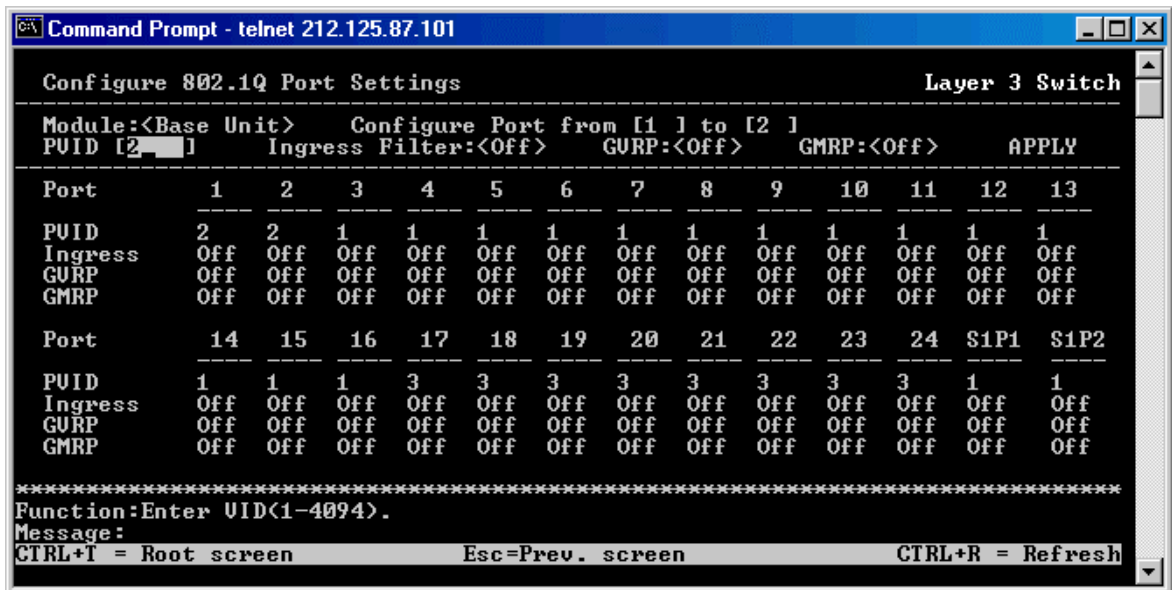 Command Prompt - telnet 212.125.87.101
Configure 802.1Q Port Settings Layer 3 Switch
Module:<Base Unit> Configure Port from [1 ] to [2 ]
PVID [2 ] Ingress Filter:<Off> GVRP:<Off> GMRP:<Off> APPLY
Port 1 2 3 4 5 6 7 8 9 10 11 12 13
PVID 2 2 1 1 1 1 1 1 1 1 1 1 1
Ingress Off Off Off Off Off Off Off Off Off Off Off Off Off
GVRP Off Off Off Off Off Off Off Off Off Off Off Off Off
GMRP Off Off Off Off Off Off Off Off Off Off Off Off Off
Port 14 15 16 17 18 19 20 21 22 23 24 S1P1 S1P2
PVID 1 1 1 3 3 3 3 3 3 3 3 1 1
Ingress Off Off Off Off Off Off Off Off Off Off Off Off Off
GVRP Off Off Off Off Off Off Off Off Off Off Off Off Off
GMRP Off Off Off Off Off Off Off Off Off Off Off Off Off
Function:Enter VID(1-4094).
Message:
CTRL+T = Root screen Esc=Prev. screen CTRL+R = Refresh